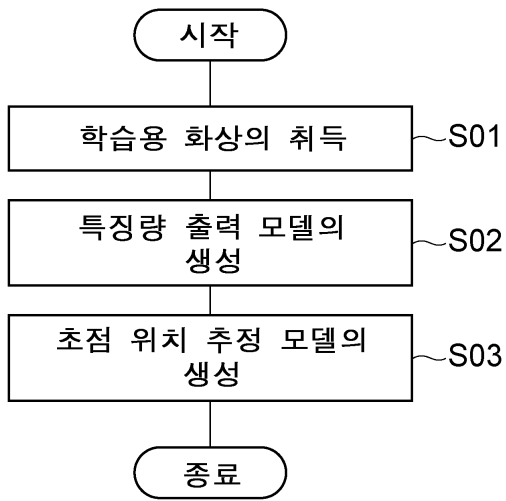 시작
학습용 화상의 취득
S01
특징량 출력 모델의
생성
S02
초점 위치 추정 모델의
생성
S03
종료